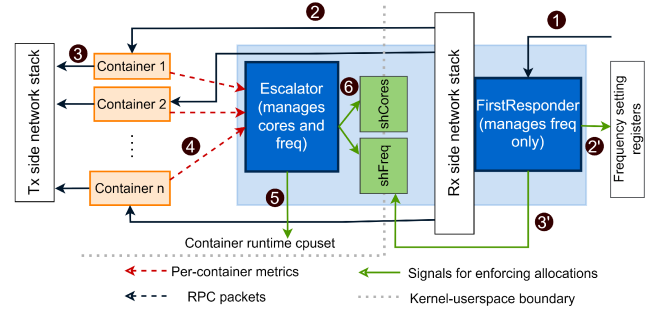 2
1
3
Container 1
Container 2
Container n
Tx side network stack
4
Escalator
(manages
cores and
freq)
6
shCores
shFreq
5
Container runtime cpuset
Rx side network stack
FirstResponder
(manages freq
only)
2'
3'
Frequency setting
registers
Per-container metrics
Signals for enforcing allocations
RPC packets
Kernel-userspace boundary